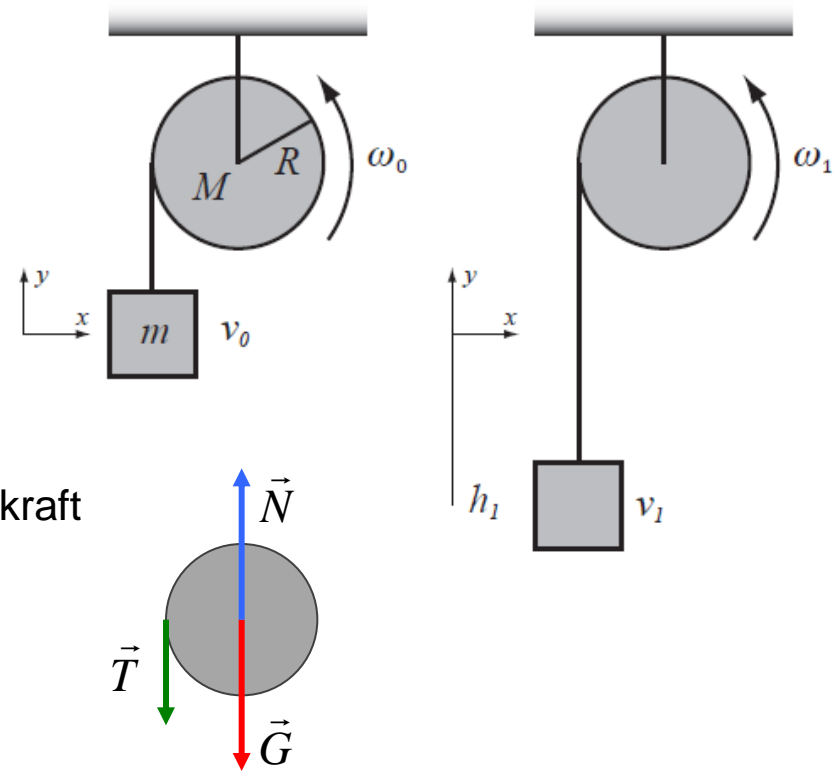 M R ω₀
y
x
m v₀
ω₁
y
x
h₁ v₁
kraft
N⃗
T⃗
G⃗